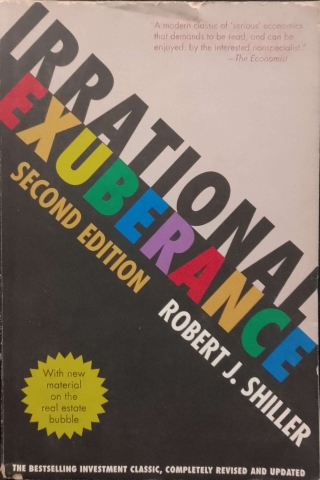 "A modern classic of 'serious' economics
that demands to be read, and can be
enjoyed, by the interested nonspecialist."
—The Economist
IRRATIONAL
EXUBERANCE
SECOND EDITION
ROBERT J. SHILLER
With new
material on
the real estate
bubble
THE BESTSELLING INVESTMENT CLASSIC, COMPLETELY REVISED AND UPDATED